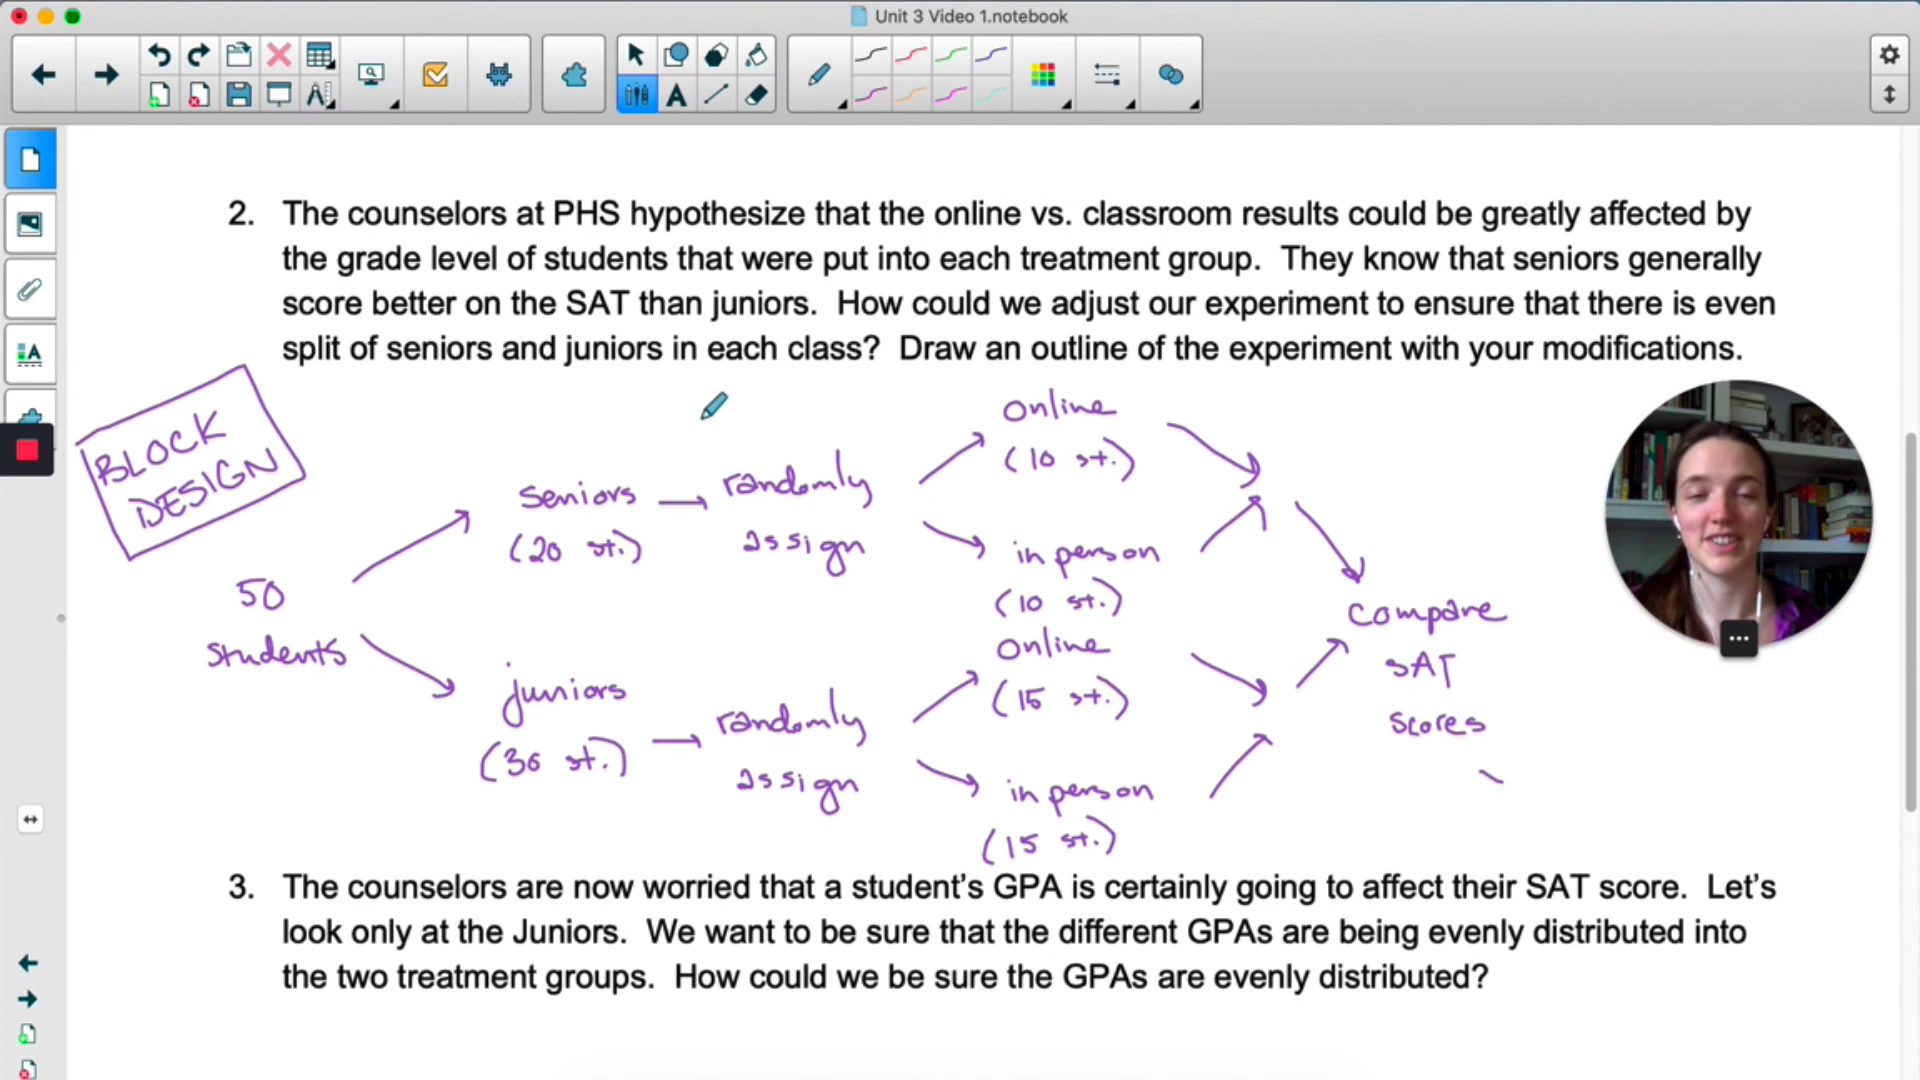 Unit 3 Video 1.notebook
2. The counselors at PHS hypothesize that the online vs. classroom results could be greatly affected by
the grade level of students that were put into each treatment group. They know that seniors generally
score better on the SAT than juniors. How could we adjust our experiment to ensure that there is even
split of seniors and juniors in each class? Draw an outline of the experiment with your modifications.
BLOCK
DESIGN
50
students
seniors
(20 st.)
randomly
assign
online
(10 st.)
in person
(10 st.)
juniors
(30 st.)
randomly
assign
online
(15 st.)
in person
(15 st.)
compare
SAT
scores
3. The counselors are now worried that a student's GPA is certainly going to affect their SAT score. Let's
look only at the Juniors. We want to be sure that the different GPAs are being evenly distributed into
the two treatment groups. How could we be sure the GPAs are evenly distributed?